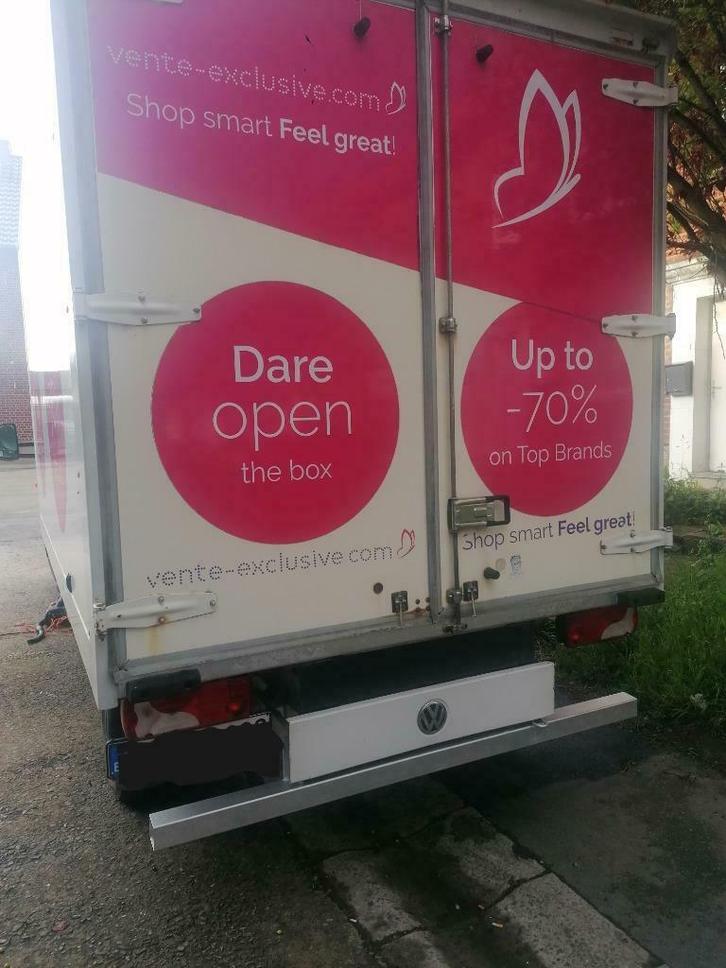 vente-exclusive.com
Shop smart Feel great!
Dare
open
the box
Up to
-70%
on Top Brands
vente-exclusive.com
Shop smart Feel great!